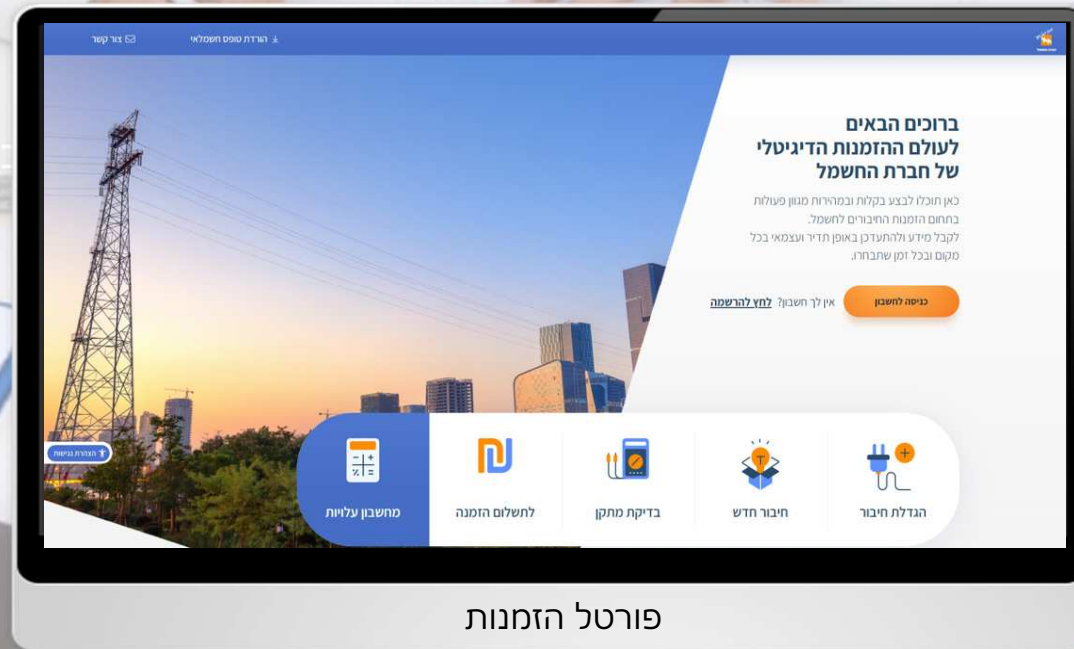 הורדת טופס חשמלאי
צור קשר
ברוכים הבאים
לעולם ההזמנות הדיגיטלי
של חברת החשמל
כאן תוכלו לבצע בקלות ובמהירות מגוון פעולות
בתחום הזמנות החיבורים לחשמל.
לקבל מידע ולהתעדכן באופן תדיר ועצמאי בכל
מקום ובכל זמן שתבחרו.
כניסה לחשבון
אין לך חשבון? לחץ להרשמה
הצהרת נגישות
הגדלת חיבור
חיבור חדש
בדיקת מתקן
לתשלום הזמנה
מחשבון עלויות
פורטל הזמנות